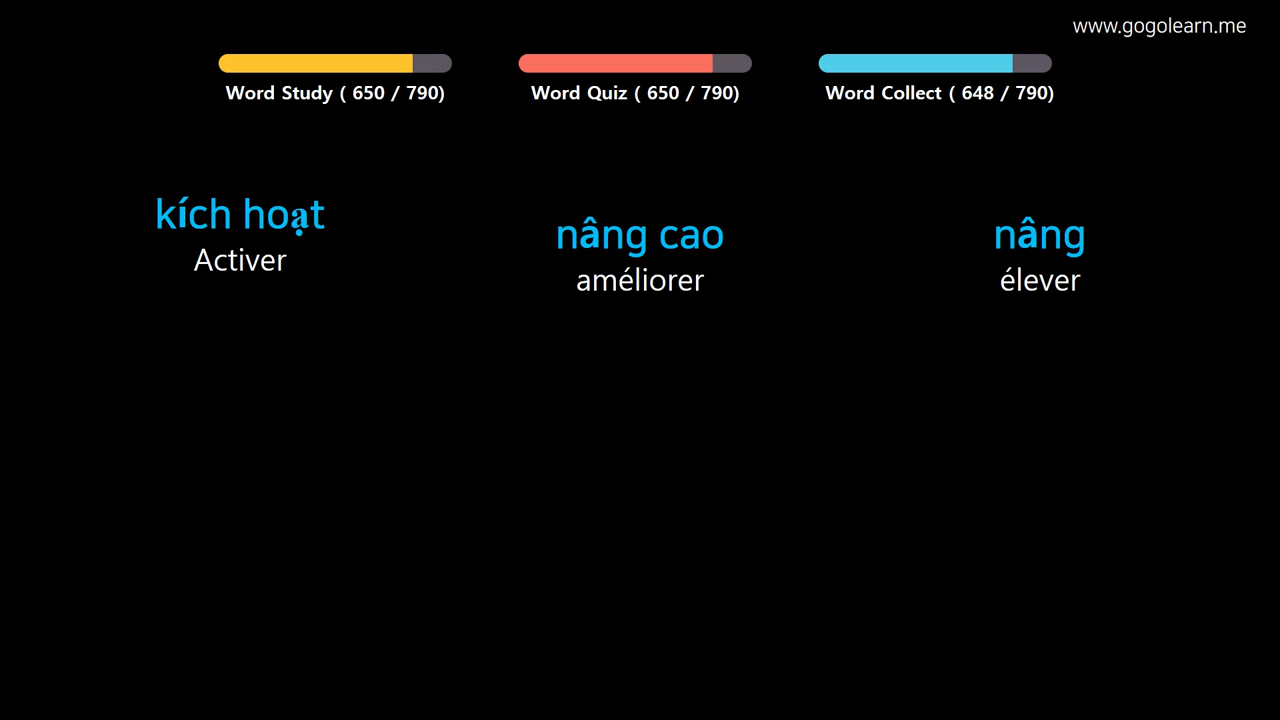 www.gogolearn.me
Word Study ( 650 / 790)
Word Quiz ( 650 / 790)
Word Collect ( 648 / 790)
kích hoạt
Activer
nâng cao
améliorer
nâng
élever